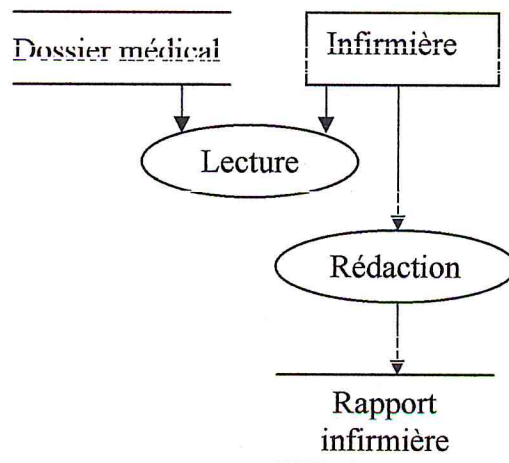 Dossier médical
Infirmière
Lecture
Rédaction
Rapport
infirmière